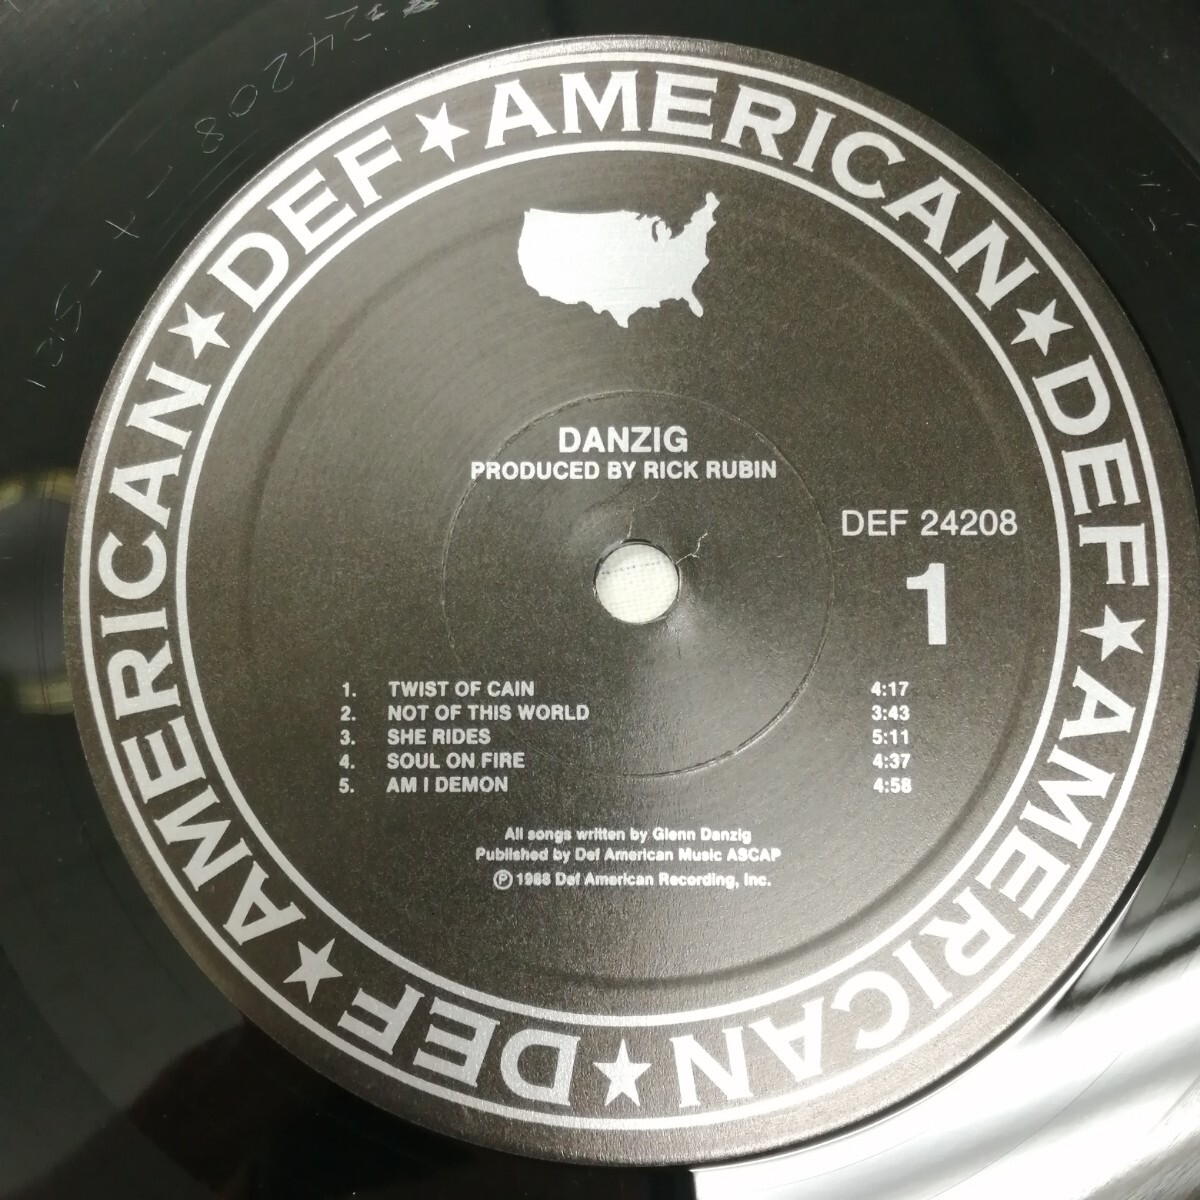 DEF ★ AMERICAN ★ DEF ★ AMERICAN ★ DEF ★ AMERICAN ★
DANZIG
PRODUCED BY RICK RUBIN
DEF 24208
1
1. TWIST OF CAIN 4:17
2. NOT OF THIS WORLD 3:43
3. SHE RIDES 5:11
4. SOUL ON FIRE 4:37
5. AM I DEMON 4:58
All songs written by Glenn Danzig
Published by Def American Music ASCAP
Ⓟ 1988 Def American Recording, Inc.
24208